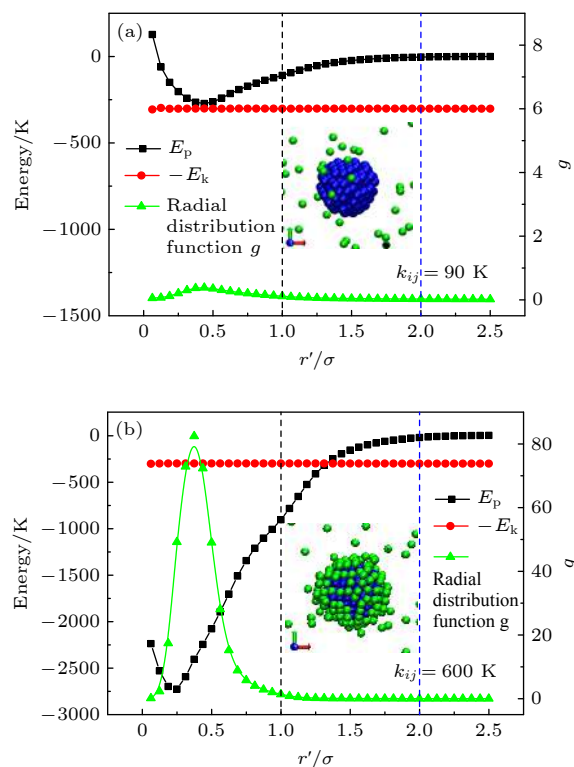 (a)
0
−250
−500
−750
−1000
−1250
−1500
Energy/K
8
6
4
2
0
g
E_p
−E_k
Radial
distribution
function g
k_ij = 90 K
0 0.5 1.0 1.5 2.0 2.5
r′/σ
(b)
0
−500
−1000
−1500
−2000
−2500
−3000
Energy/K
80
60
40
20
0
g
E_p
−E_k
Radial
distribution
function g
k_ij = 600 K
0 0.5 1.0 1.5 2.0 2.5
r′/σ